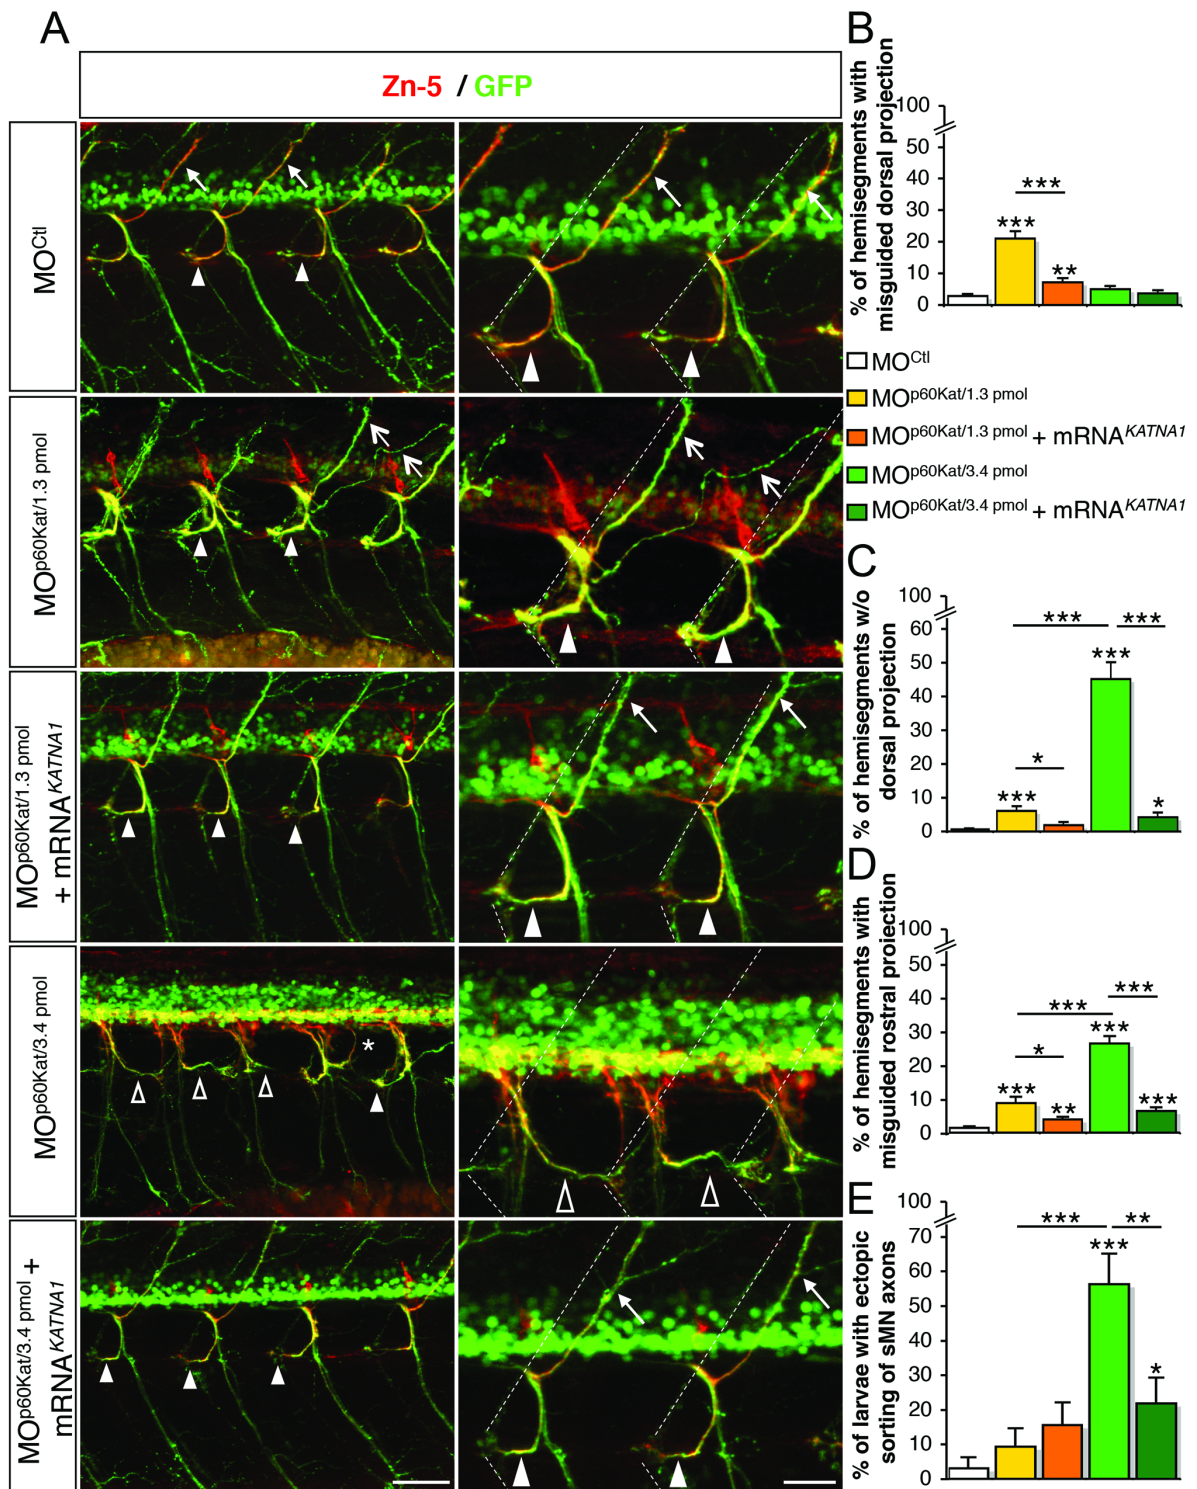 A
Zn-5 / GFP
MOCtl
MOp60Kat/1.3 pmol
MOp60Kat/1.3 pmol
+ mRNAKATNA1
MOp60Kat/3.4 pmol
*
MOp60Kat/3.4 pmol +
mRNAKATNA1
B
% of hemisegments with
misguided dorsal projection
100
50
40
30
20
10
0
***
***
**
MOCtl
MOp60Kat/1.3 pmol
MOp60Kat/1.3 pmol + mRNAKATNA1
MOp60Kat/3.4 pmol
MOp60Kat/3.4 pmol + mRNAKATNA1
C
% of hemisegments w/o
dorsal projection
100
60
50
40
30
20
10
0
*** ***
***
*
***
*
D
% of hemisegments with
misguided rostral projection
100
50
40
30
20
10
0
***
***
***
*
***
**
***
E
% of larvae with ectopic
sorting of sMN axons
100
70
60
50
40
30
20
10
0
*** **
***
*